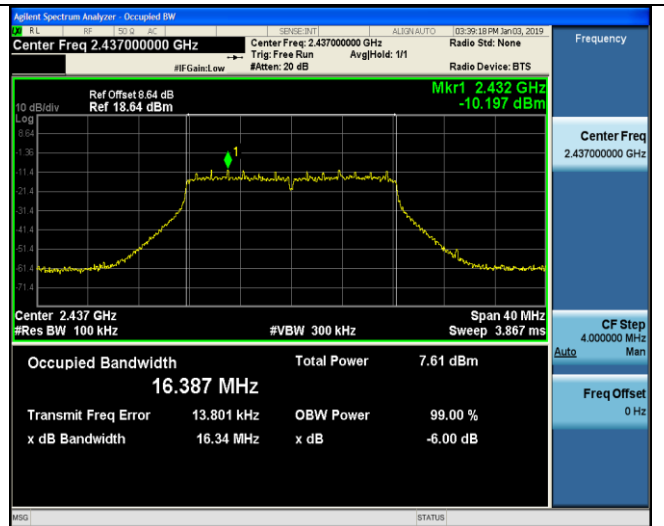 Agilent Spectrum Analyzer - Occupied BW
RL RF 50 Ω AC SENSE:INT ALIGN AUTO 03:39:18 PM Jan 03, 2019
Center Freq 2.437000000 GHz
Center Freq: 2.437000000 GHz
Radio Std: None
Trig: Free Run Avg|Hold: 1/1
#IFGain:Low #Atten: 20 dB Radio Device: BTS
Frequency
Mkr1 2.432 GHz
-10.197 dBm
Ref Offset 8.64 dB
10 dB/div Ref 18.64 dBm
Log
8.64
-1.36
-11.4
-21.4
-31.4
-41.4
-51.4
-61.4
-71.4
1
Center 2.437 GHz Span 40 MHz
#Res BW 100 kHz #VBW 300 kHz Sweep 3.867 ms
Center Freq
2.437000000 GHz
CF Step
4.000000 MHz
Auto Man
Freq Offset
0 Hz
Occupied Bandwidth Total Power 7.61 dBm
16.387 MHz
Transmit Freq Error 13.801 kHz OBW Power 99.00 %
x dB Bandwidth 16.34 MHz x dB -6.00 dB
MSG STATUS